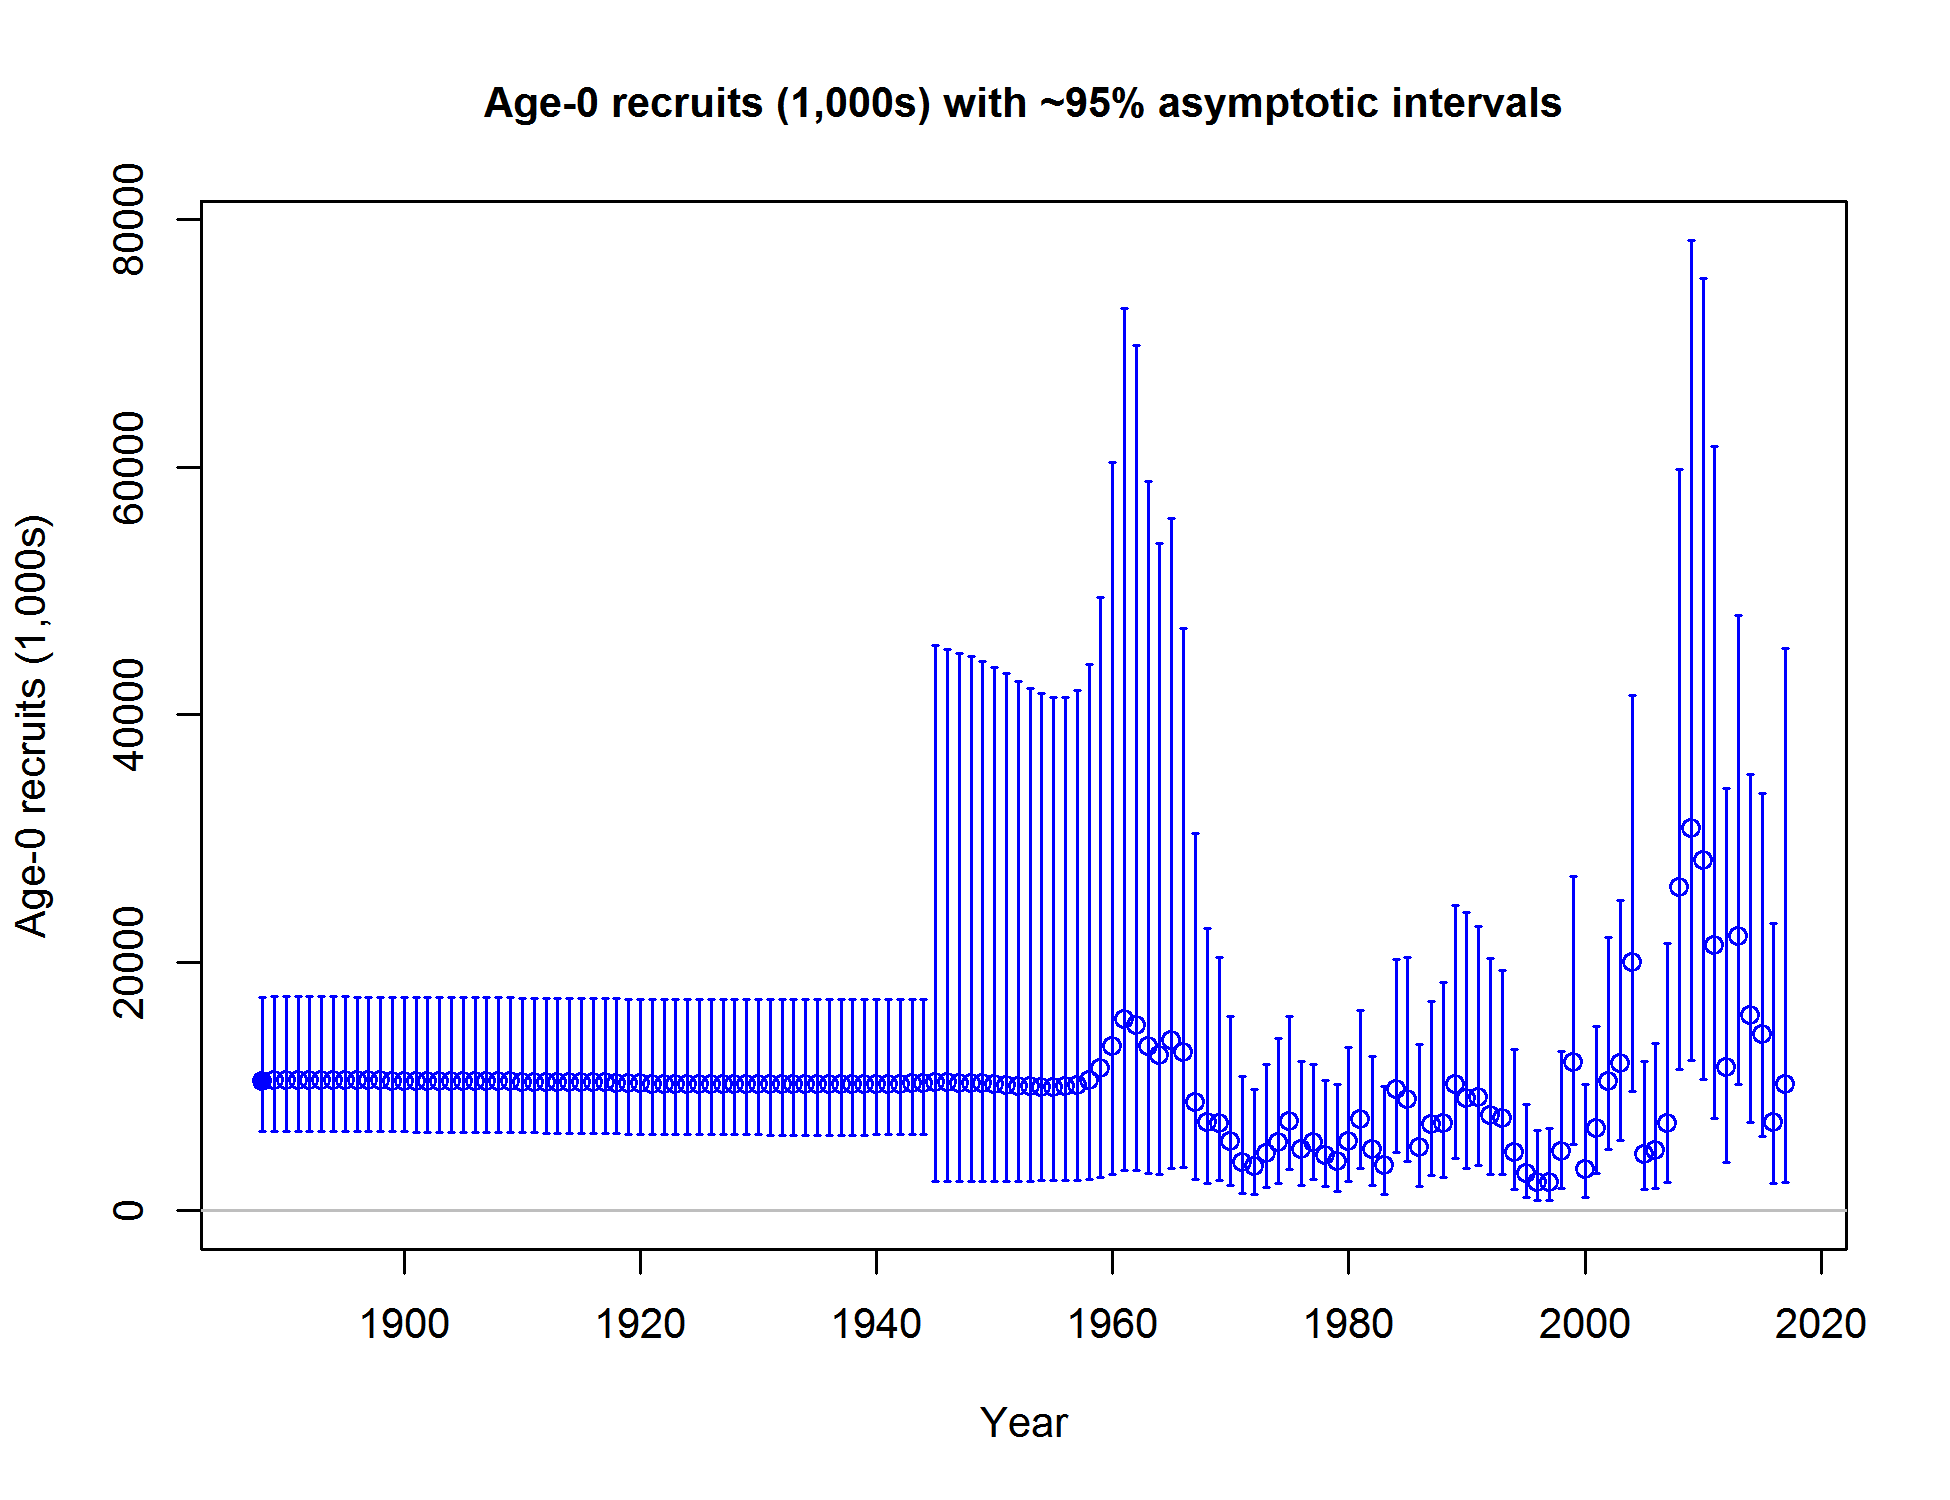 Age-0 recruits (1,000s) with ~95% asymptotic intervals
Age-0 recruits (1,000s)
80000
60000
40000
20000
0
1900 1920 1940 1960 1980 2000 2020
Year